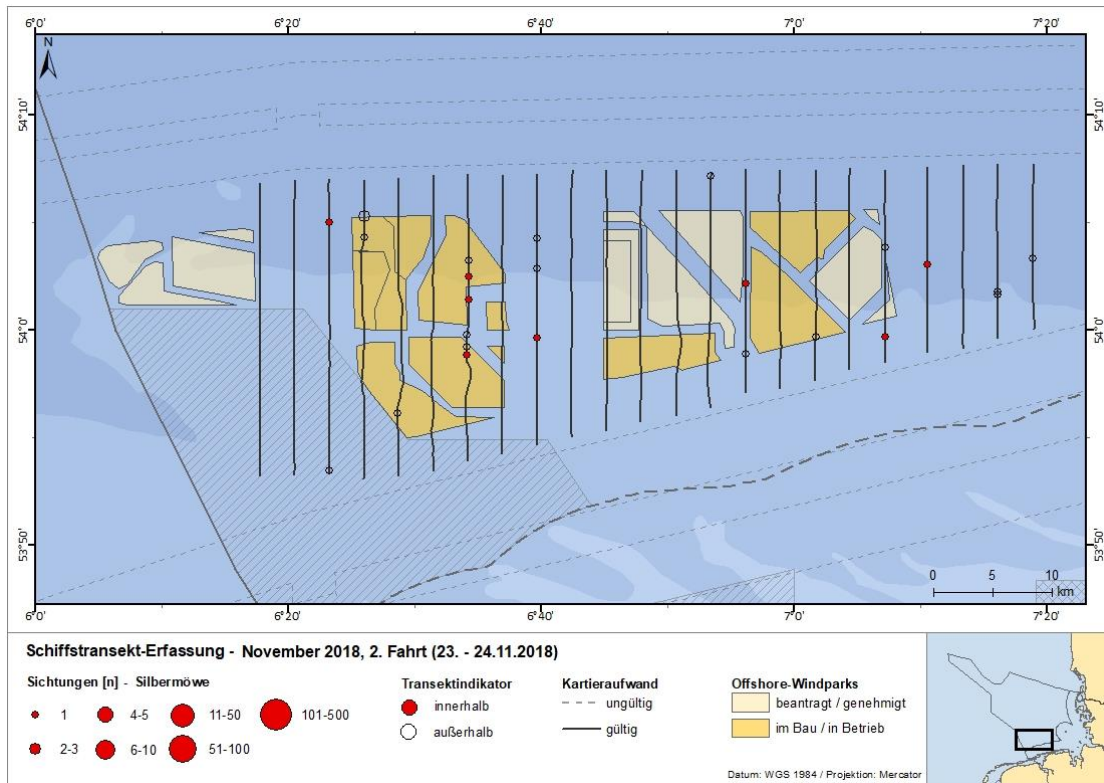 6°0' 6°20' 6°40' 7°0' 7°20'
N
54°10' 54°10'
54°0' 54°0'
53°50' 53°50'
0 5 10
km
6°0' 6°20' 6°40' 7°0' 7°20'
Schiffstransekt-Erfassung - November 2018, 2. Fahrt (23. - 24.11.2018)
Sichtungen [n] - Silbermöwe
1 4-5 11-50 101-500
2-3 6-10 51-100
Transektindikator
innerhalb
außerhalb
Kartieraufwand
ungültig
gültig
Offshore-Windparks
beantragt / genehmigt
im Bau / in Betrieb
Datum: WGS 1984 / Projektion: Mercator